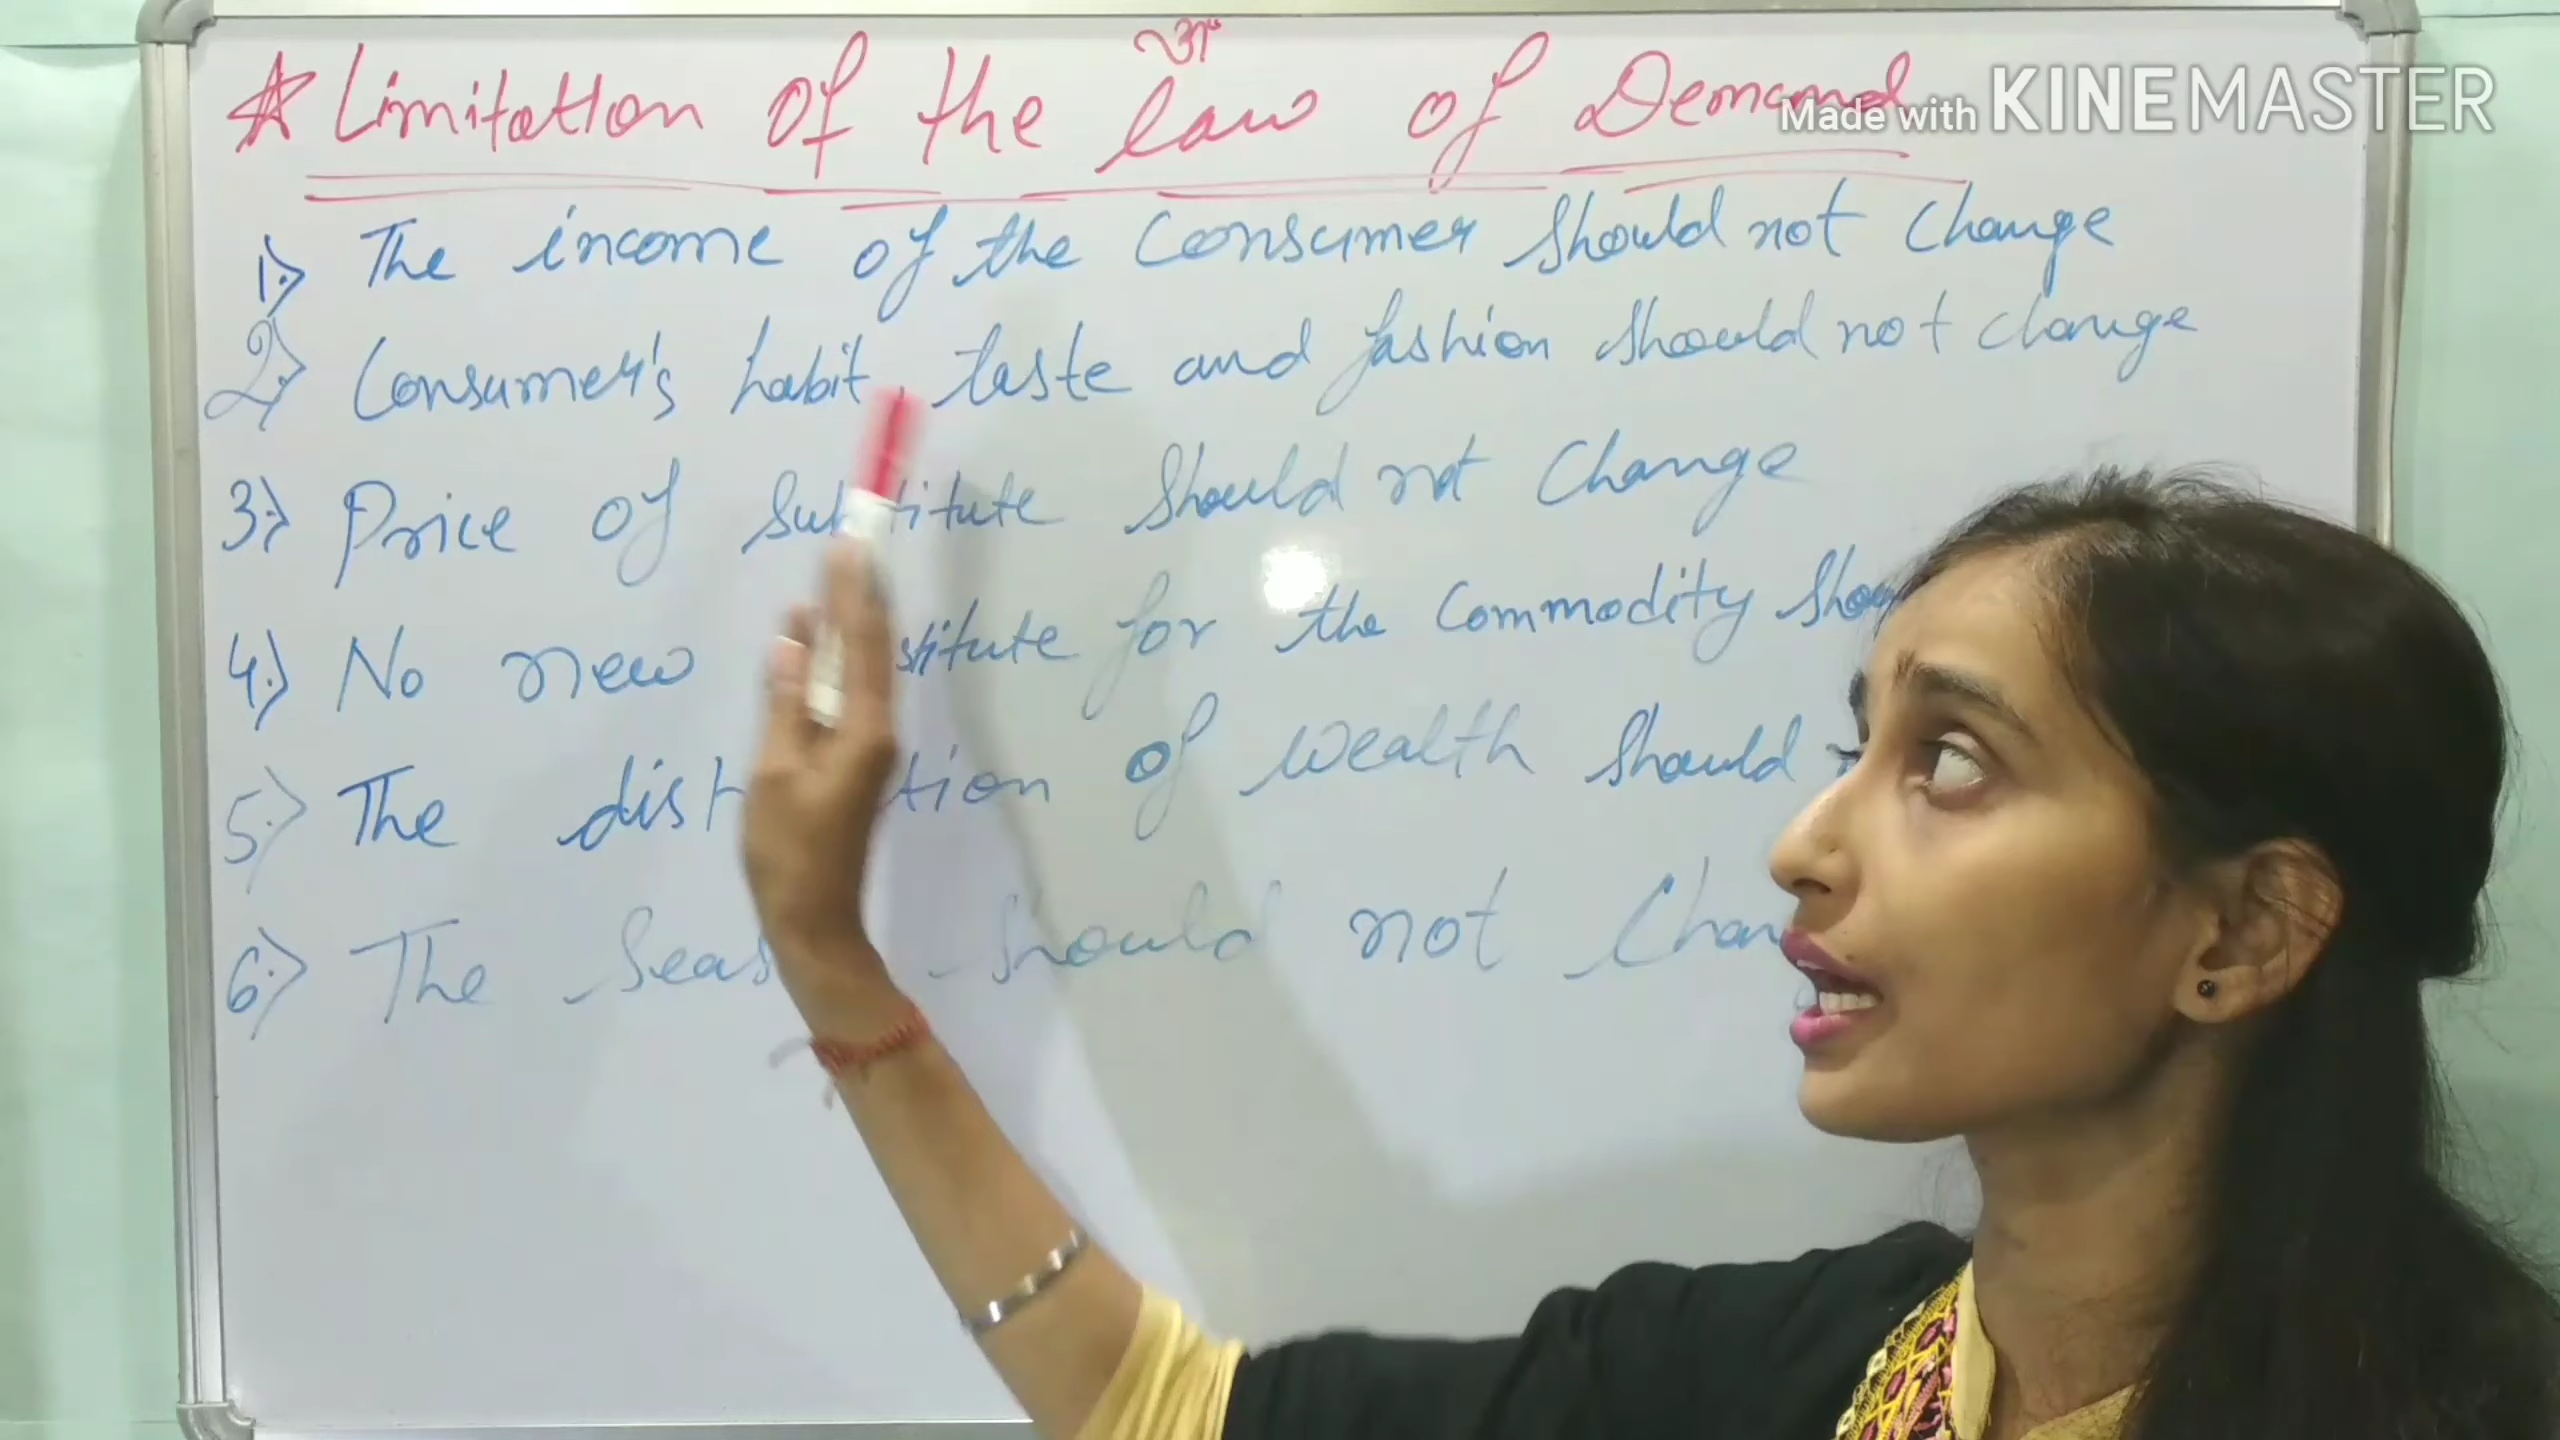 Limitation of the law of Demand
Made with KINEMASTER
1.) The income of the Consumer should not change
2.) Consumer's habit, taste and fashion should not change
3.) Price of substitute should not Change
4.) No new for the Commodity
5.) The of wealth should
6.) The should not